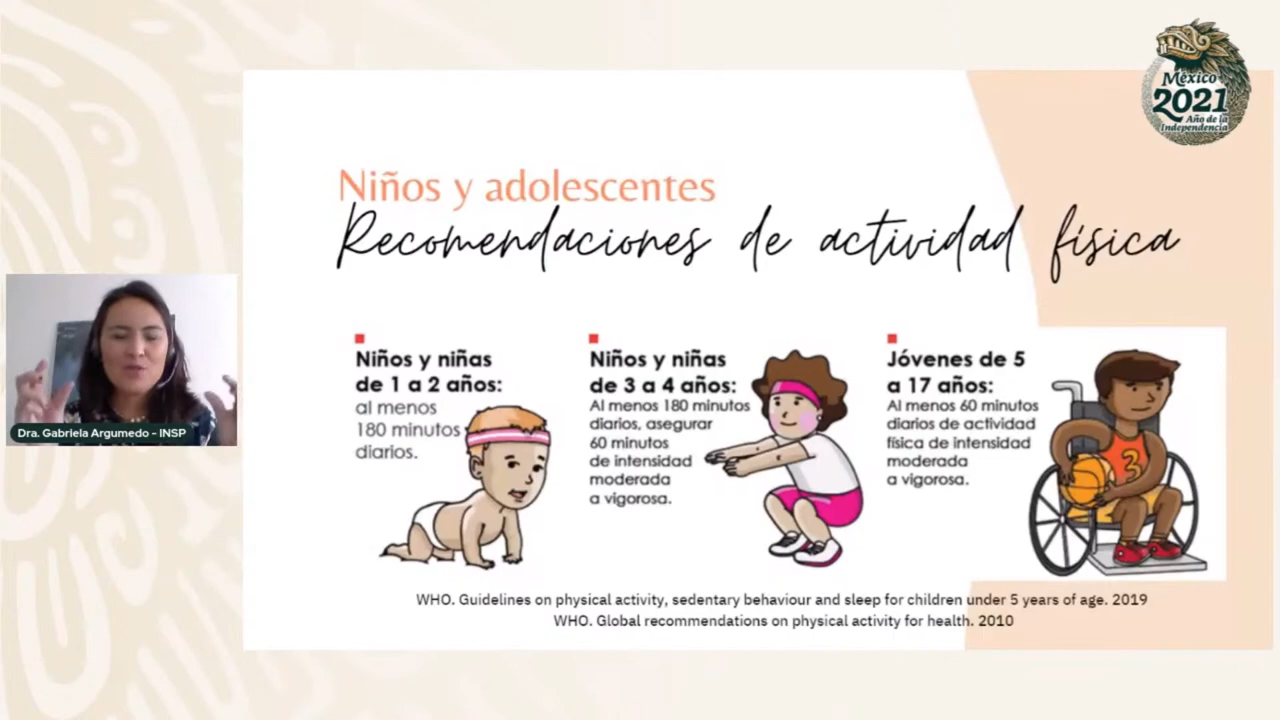 México
2021
Año de la
Independencia
Niños y adolescentes
Recomendaciones de actividad física
Niños y niñas
de 1 a 2 años:
al menos
180 minutos
diarios.
Niños y niñas
de 3 a 4 años:
Al menos 180 minutos
diarios, asegurar
60 minutos
de intensidad
moderada
a vigorosa.
Jóvenes de 5
a 17 años:
Al menos 60 minutos
diarios de actividad
física de intensidad
moderada
a vigorosa.
3
Dra. Gabriela Argumedo - INSP
WHO. Guidelines on physical activity, sedentary behaviour and sleep for children under 5 years of age. 2019
WHO. Global recommendations on physical activity for health. 2010